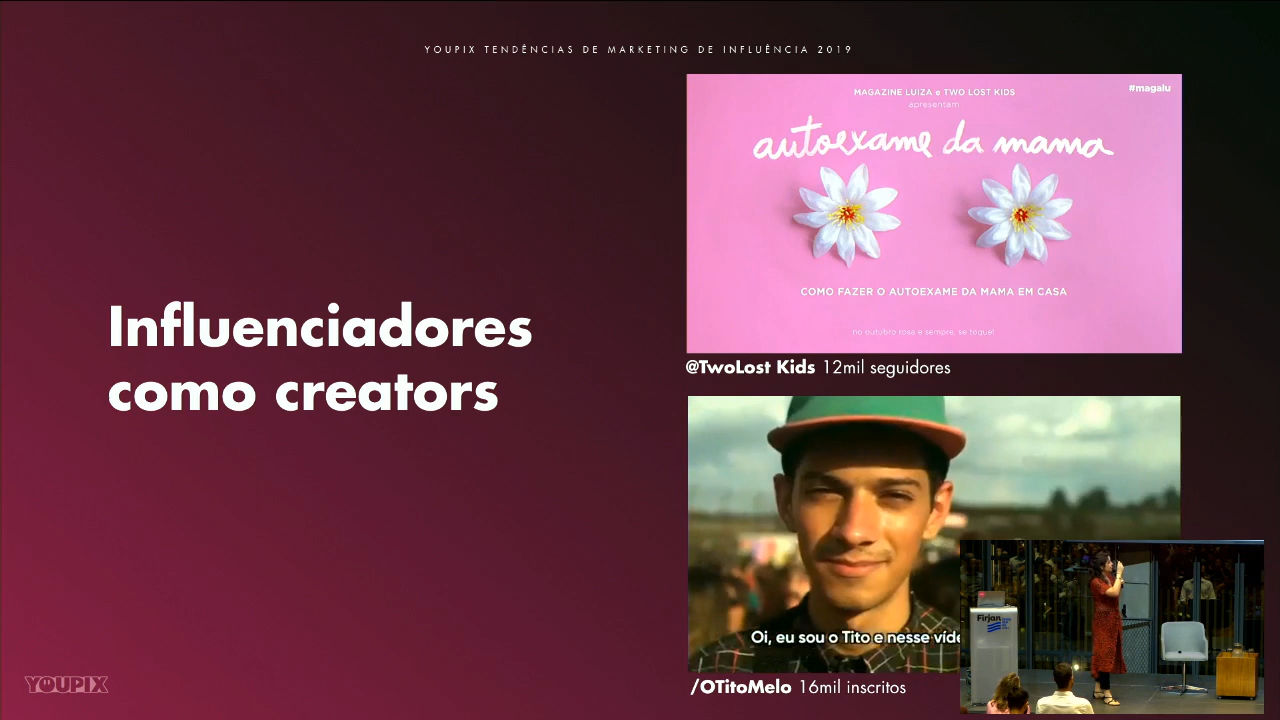 YOUPIX TENDÊNCIAS DE MARKETING DE INFLUÊNCIA 2019
MAGAZINE LUIZA e TWO LOST KIDS
#magalu
apresentam
autoexame da mama
COMO FAZER O AUTOEXAME DA MAMA EM CASA
no outubro rosa e sempre, se toque!
@TwoLost Kids 12mil seguidores
Influenciadores
como creators
Oi, eu sou o Tito e nesse víde
/OTitoMelo 16mil inscritos
YOUPIX
Firjan